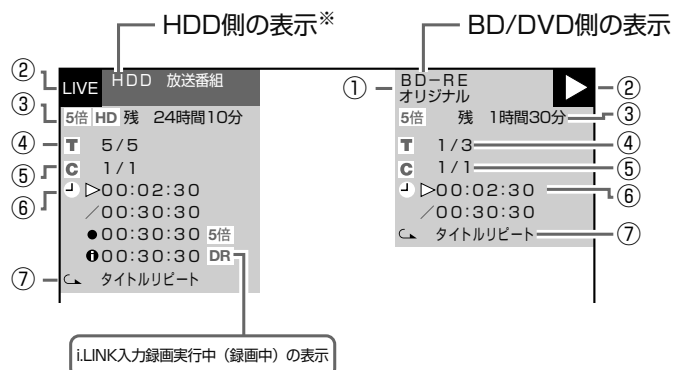 HDD側の表示※
BD/DVD側の表示
②
LIVE
HDD 放送番組
③
5倍 HD 残 24時間10分
④
T 5/5
⑤
C 1/1
⑥
▷00:02:30
/00:30:30
●00:30:30 5倍
00:30:30 DR
⑦
タイトルリピート
i.LINK入力録画実行中（録画中）の表示
①
BD-RE
オリジナル
②
5倍 残 1時間30分
③
T 1/3
④
C 1/1
⑤
▷00:02:30
⑥
/00:30:30
タイトルリピート
⑦